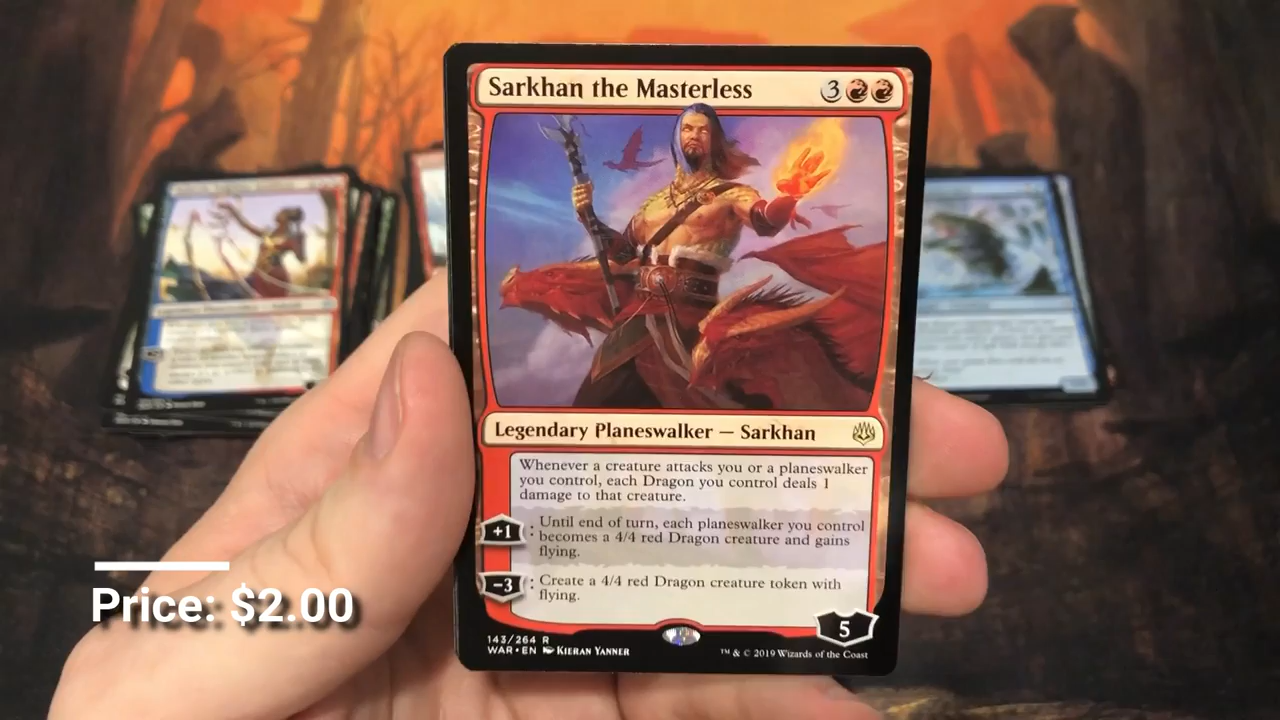 Sarkhan the Masterless 3
Legendary Planeswalker — Sarkhan
Whenever a creature attacks you or a planeswalker
you control, each Dragon you control deals 1
damage to that creature.
+1 : Until end of turn, each planeswalker you control
becomes a 4/4 red Dragon creature and gains
flying.
−3 : Create a 4/4 red Dragon creature token with
flying.
5
143/264 R
WAR • EN Kieran Yanner
™ & © 2019 Wizards of the Coast
Price: $2.00